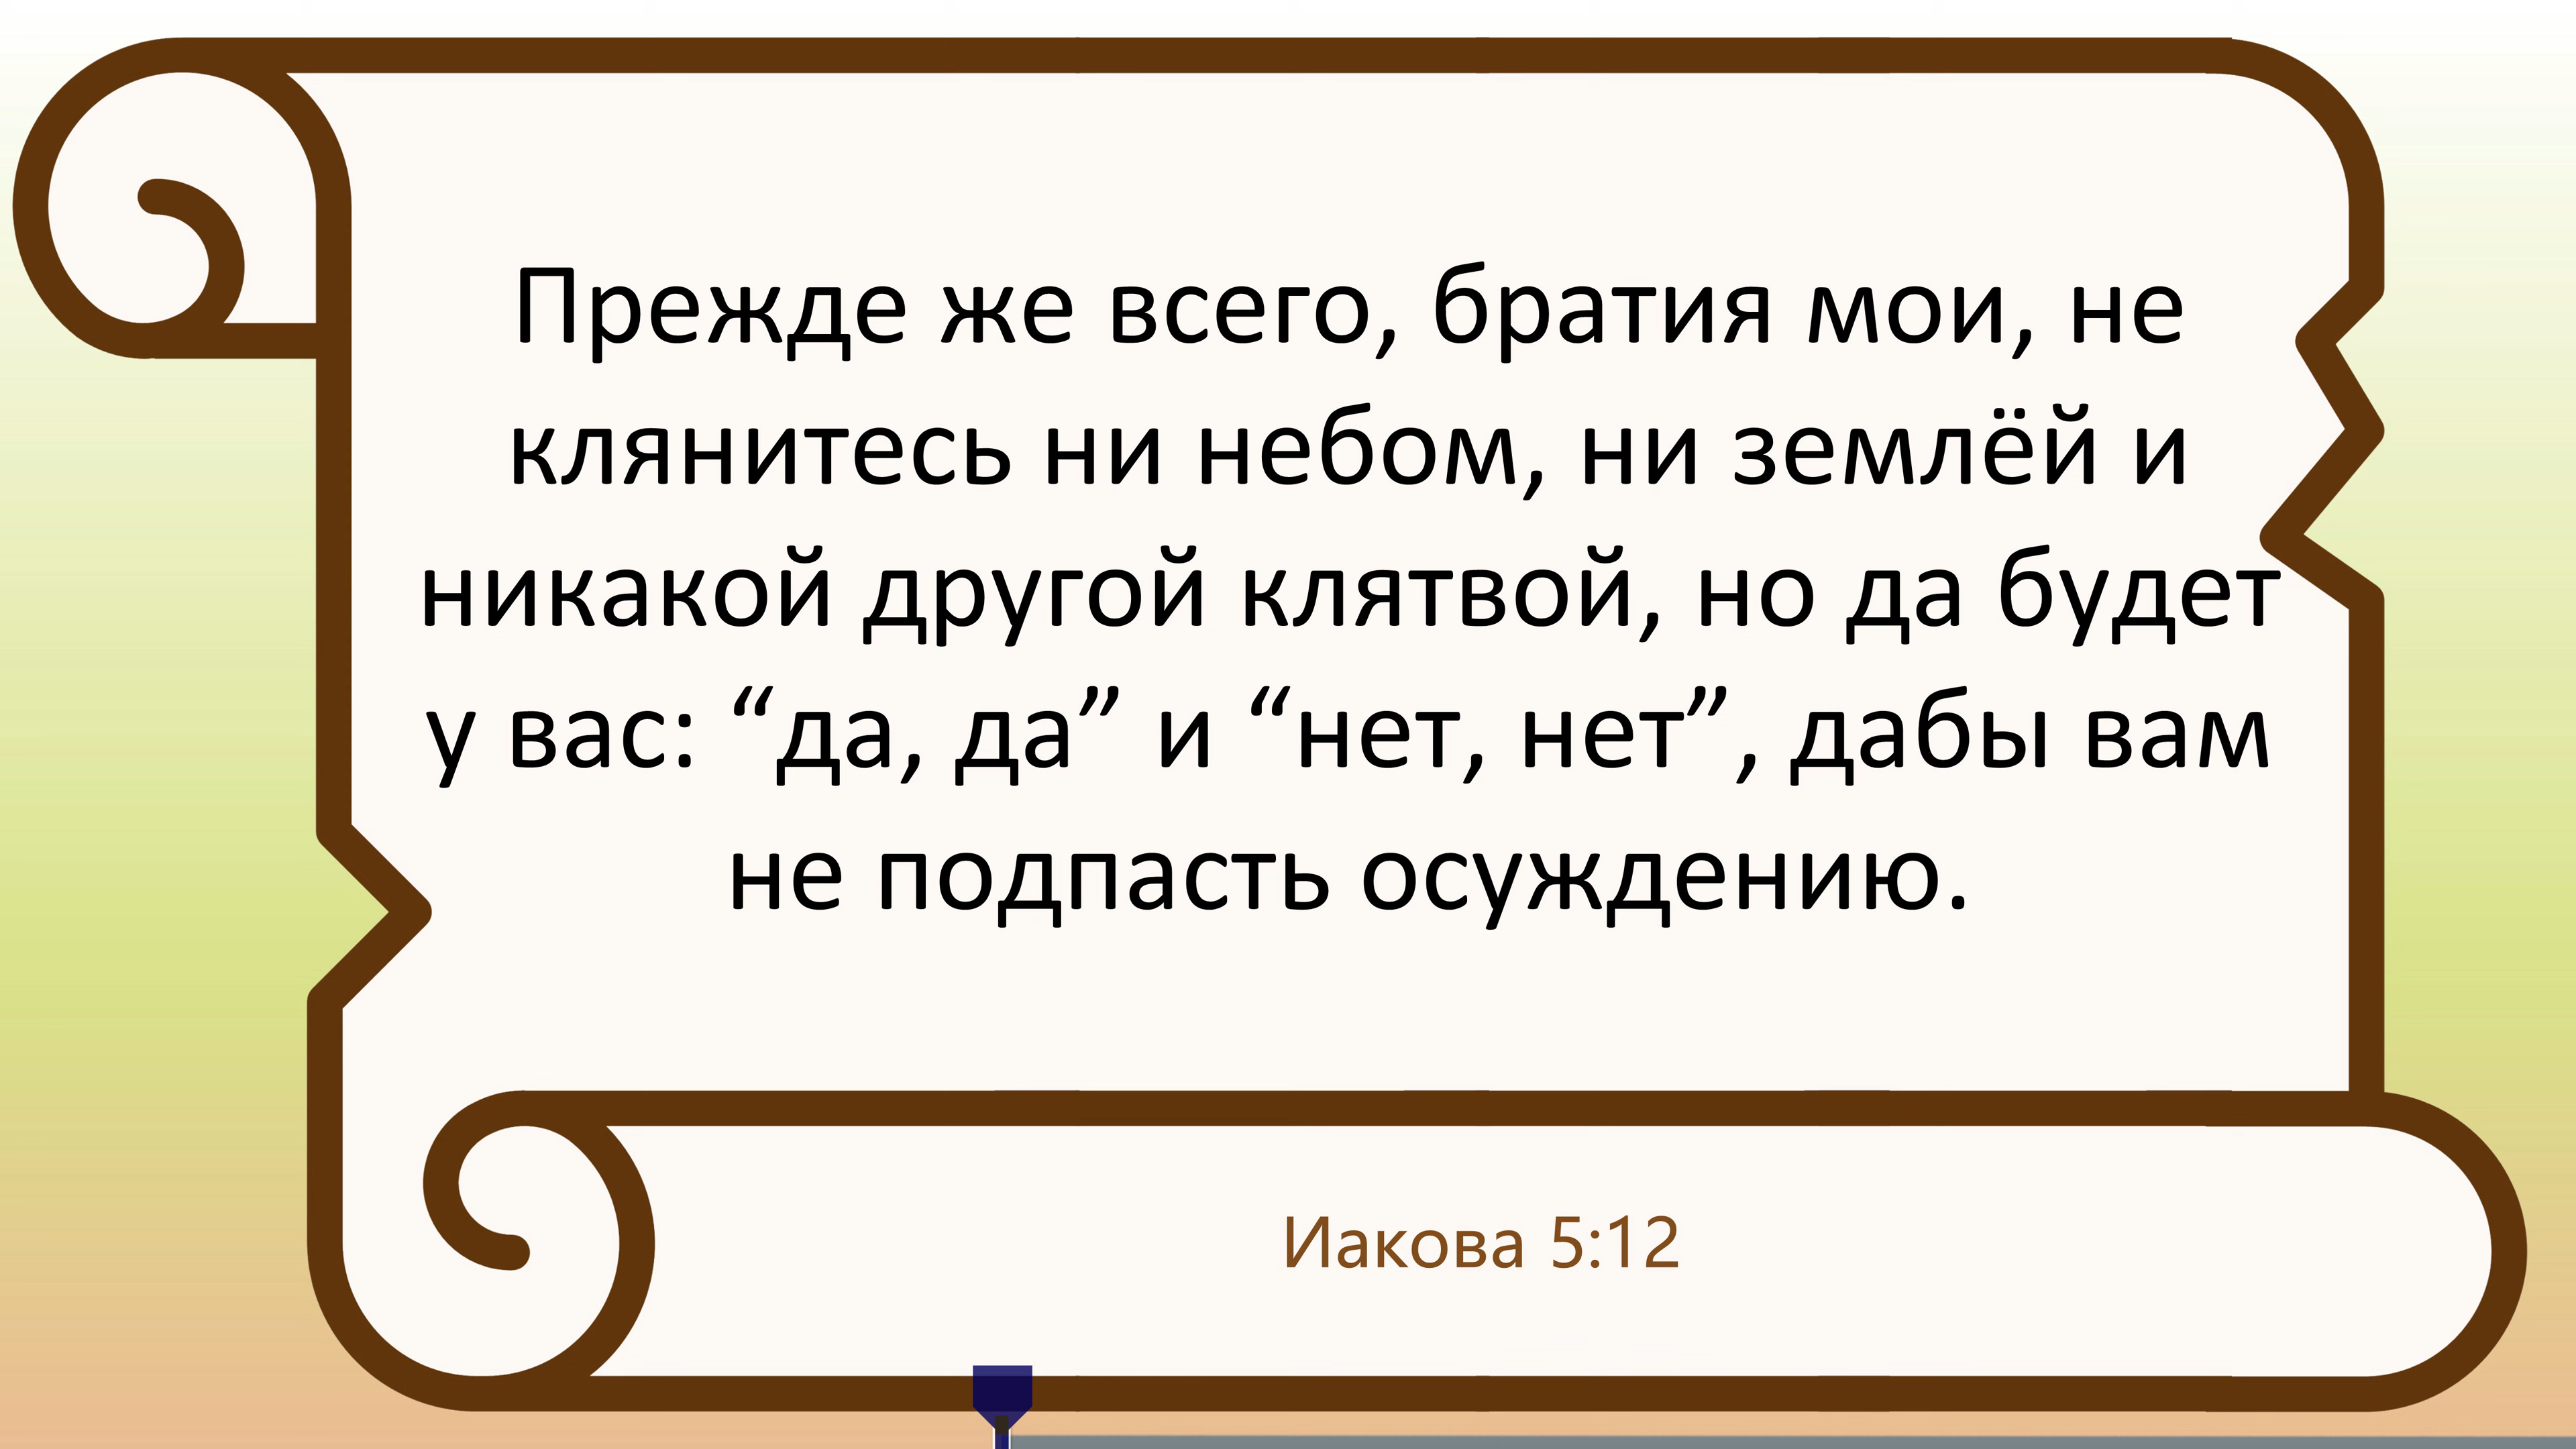 Прежде же всего, братия мои, не
клянитесь ни небом, ни землёй и
никакой другой клятвой, но да будет
у вас: “да, да” и “нет, нет”, дабы вам
не подпасть осуждению.
Иакова 5:12